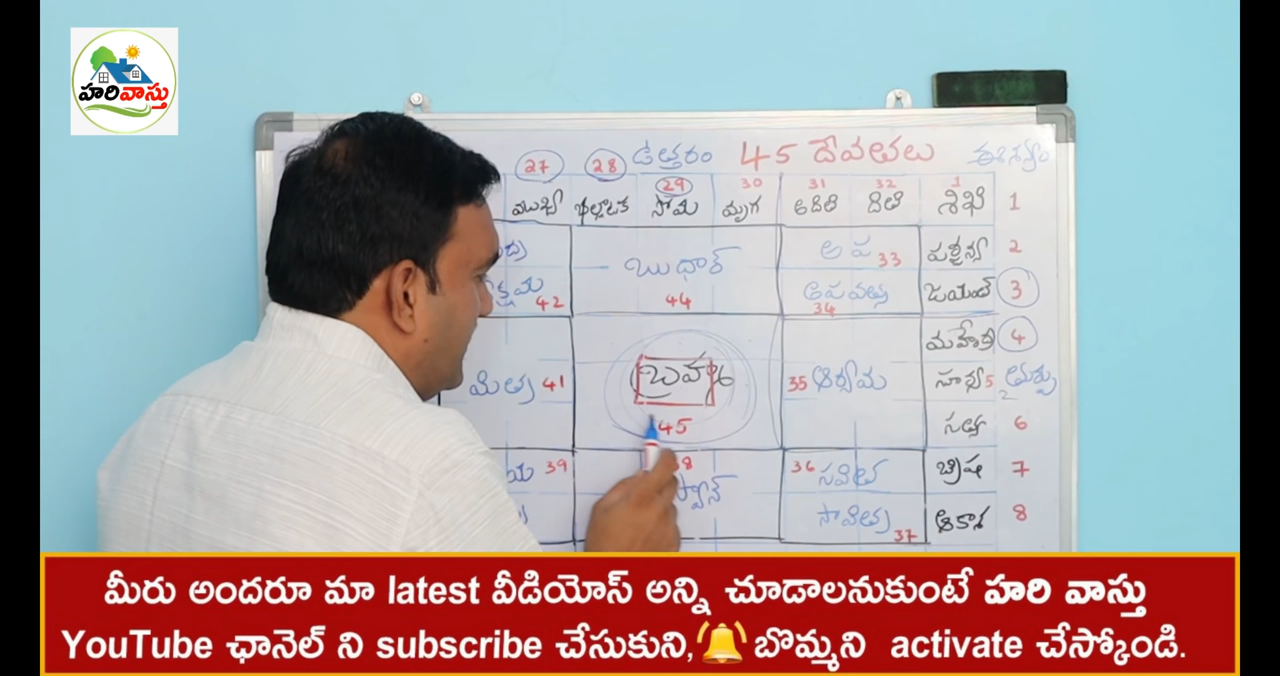 హరివాస్తు
ఉత్తరం 45 దేవతలు ఈశాన్యం
27 28 29 30 31 32 1
ముఖ్య భల్లాటక సోమ మృగ అదితి దితి శిఖి 1
అప 33 పర్జన్య 2
42 44 ఆపవత్స 34 జయంత్ 3
మహేంద్ర 4
మిత్ర 41 బ్రహ్మ 35 ఆర్యమ సూర్య 5 తూర్పు
45 సత్య 6
39 36 సవిత బ్రిష 7
సావిత్ర 37 ఆకాశ 8
మీరు అందరూ మా latest వీడియోస్ అన్ని చూడాలనుకుంటే హరి వాస్తు
YouTube ఛానెల్ ని subscribe చేసుకుని, బొమ్మని activate చేస్కోండి.